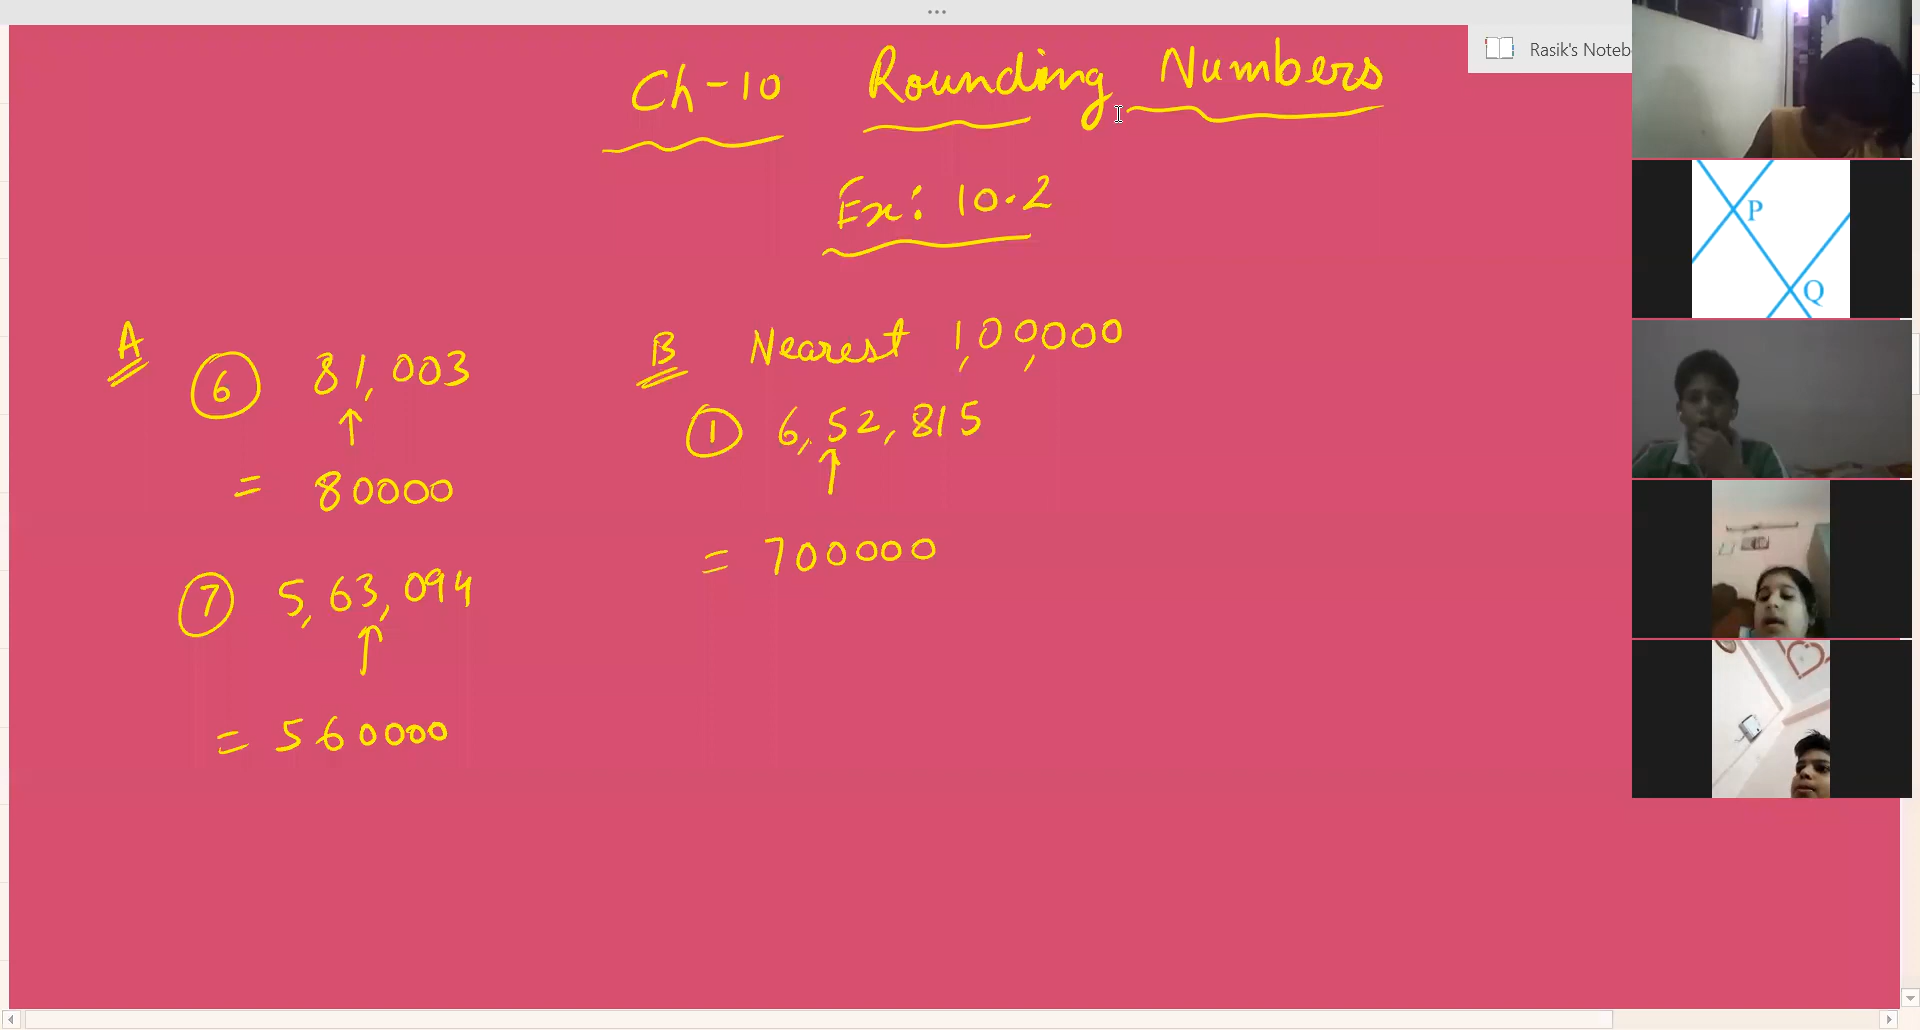 Ch-10 Rounding Numbers
Rasik's Noteb
Ex: 10.2
A
6 81,003
= 80000
7 5,63,094
= 560000
B Nearest 1,00,000
1 6,52,815
= 700000
P
Q